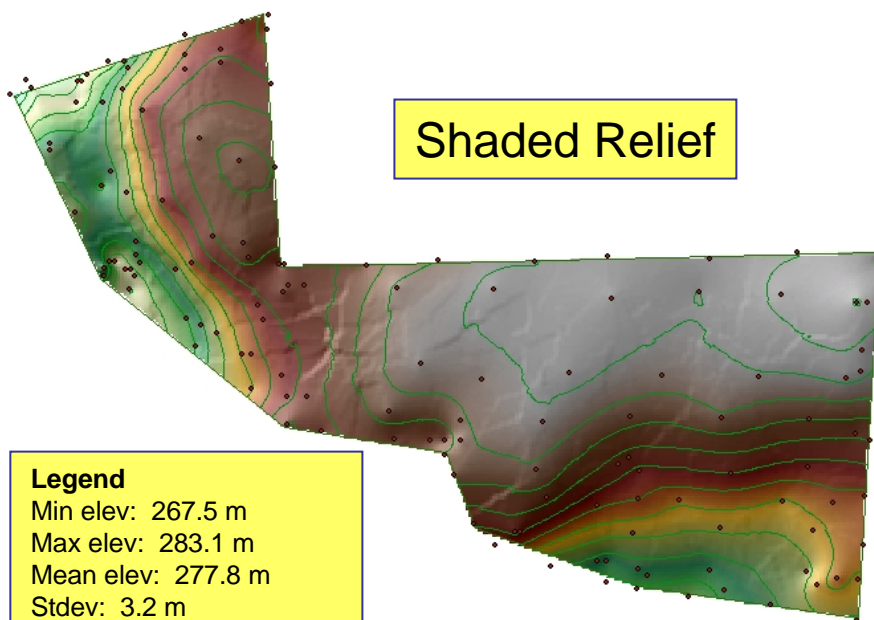 Shaded Relief
Legend
Min elev: 267.5 m
Max elev: 283.1 m
Mean elev: 277.8 m
Stdev: 3.2 m